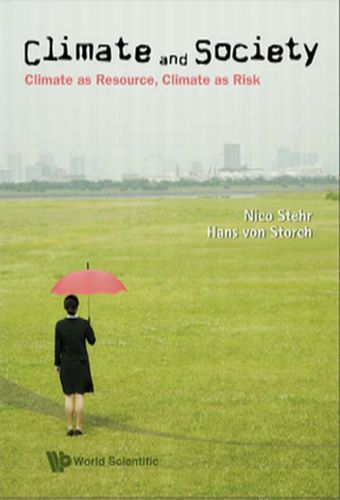 Climate and Society
Climate as Resource, Climate as Risk
Nico Stehr
Hans von Storch
World Scientific